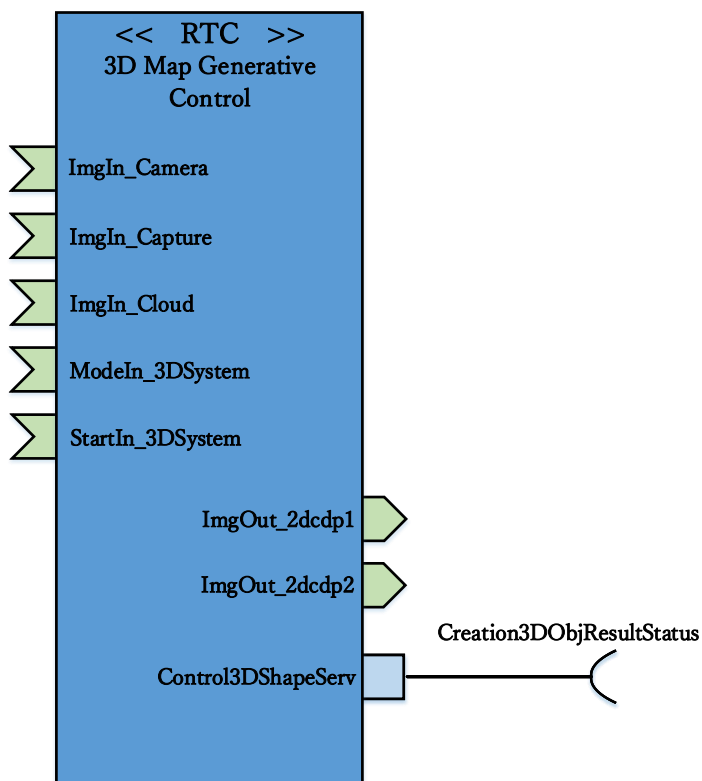 << RTC >>
3D Map Generative
Control
ImgIn_Camera
ImgIn_Capture
ImgIn_Cloud
ModeIn_3DSystem
StartIn_3DSystem
ImgOut_2dcdp1
ImgOut_2dcdp2
Creation3DObjResultStatus
Control3DShapeServ